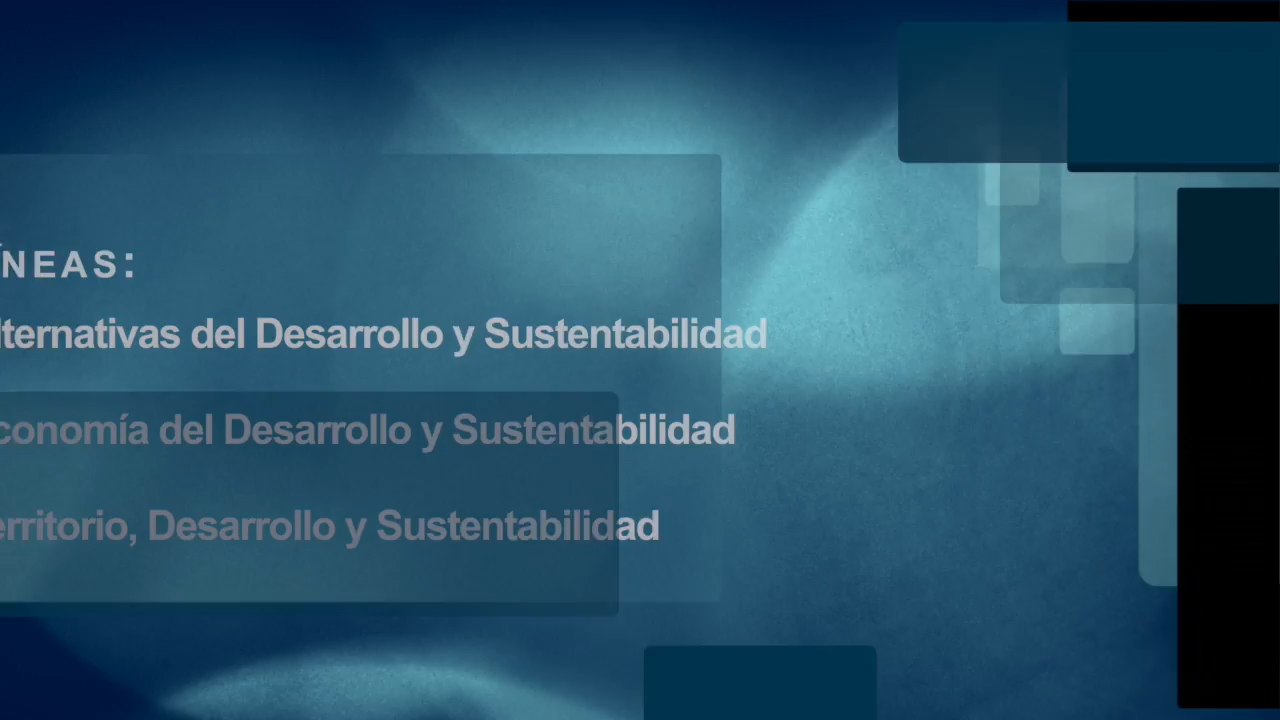 ÍNEAS:
lternativas del Desarrollo y Sustentabilidad
conomía del Desarrollo y Sustentabilidad
erritorio, Desarrollo y Sustentabilidad